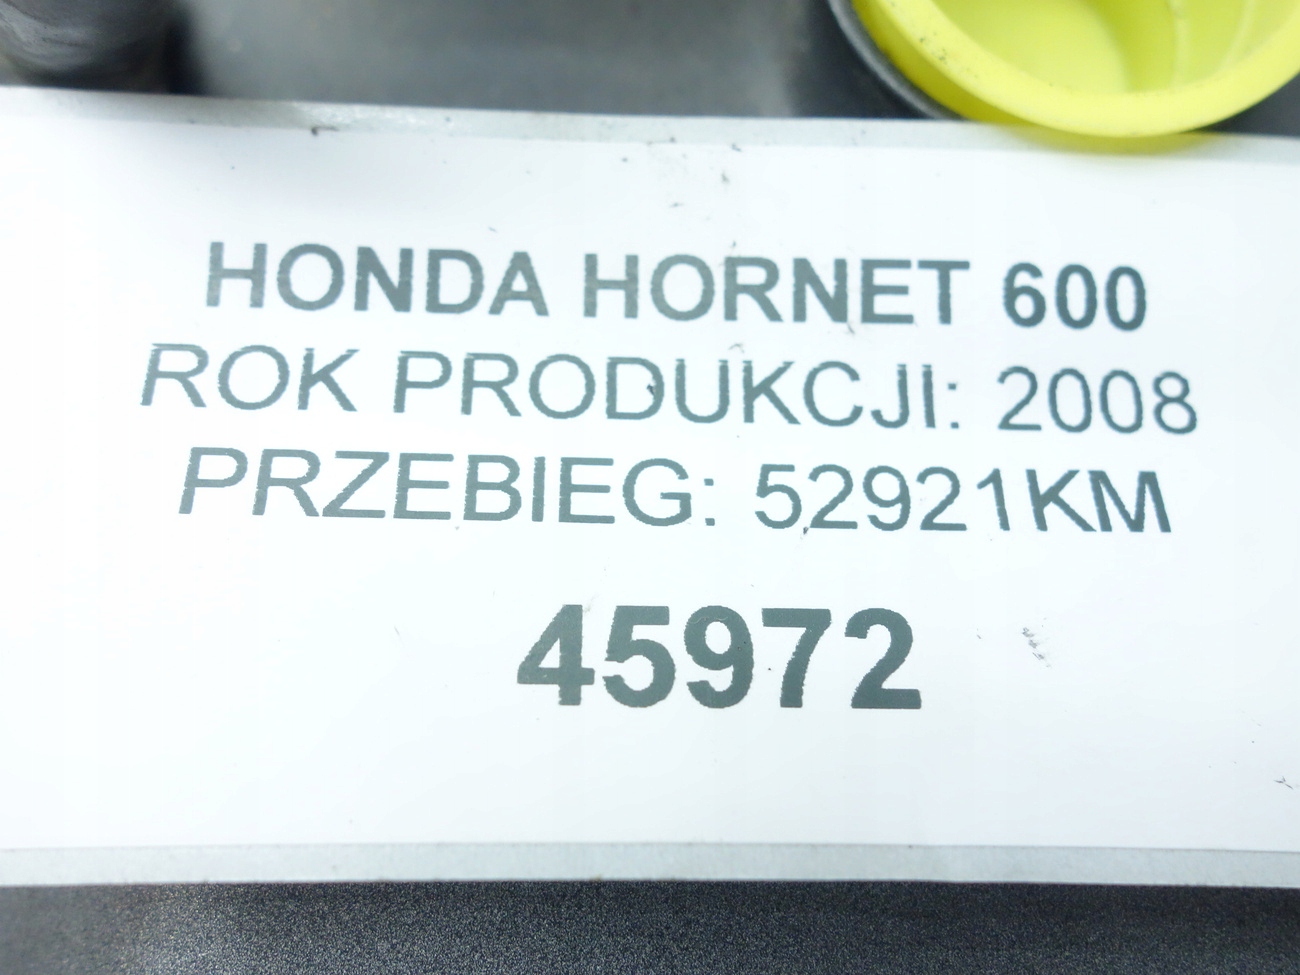 HONDA HORNET 600
ROK PRODUKCJI: 2008
PRZEBIEG: 52921KM
45972